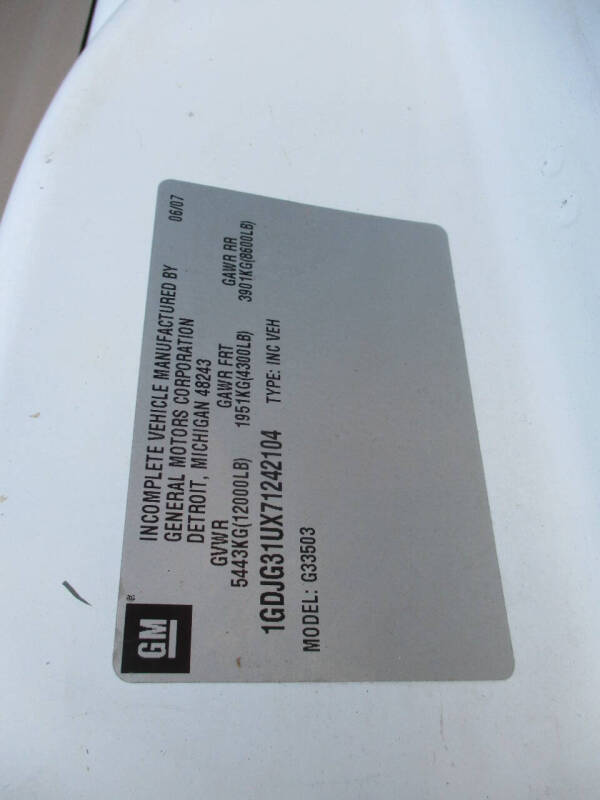 GM
INCOMPLETE VEHICLE MANUFACTURED BY 06/07
GENERAL MOTORS CORPORATION
DETROIT, MICHIGAN 48243
GVWR GAWR FRT GAWR RR
5443KG(12000LB) 1951KG(4300LB) 3901KG(8600LB)
1GDJG31UX71242104 TYPE: INC VEH
MODEL: G33503